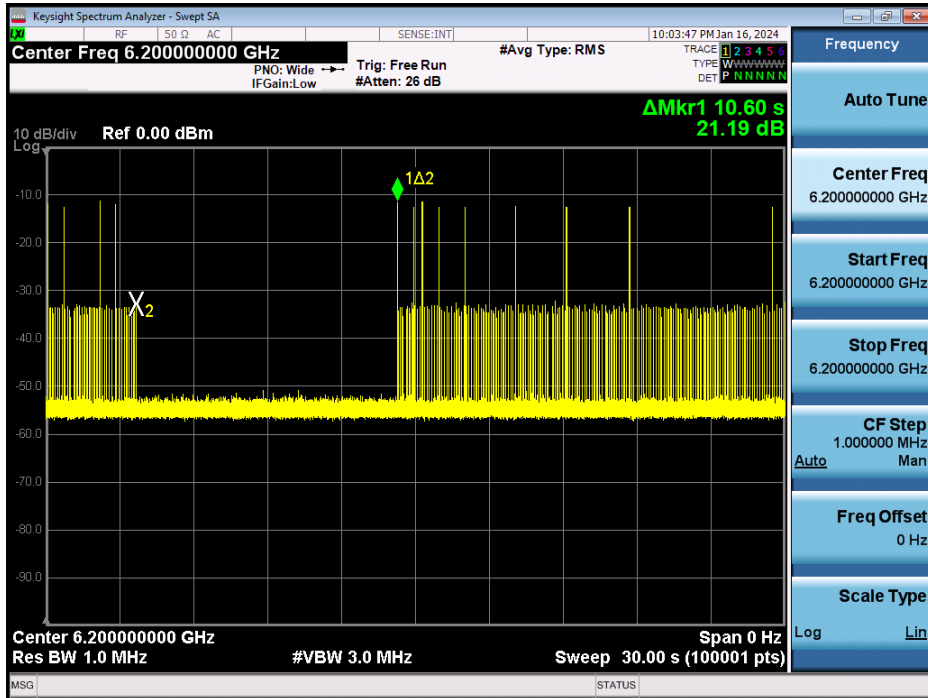 Keysight Spectrum Analyzer - Swept SA
LXI RF 50 Ω AC SENSE:INT 10:03:47 PM Jan 16, 2024
Center Freq 6.200000000 GHz
PNO: Wide
IFGain:Low
Trig: Free Run
#Atten: 26 dB
#Avg Type: RMS
TRACE 1 2 3 4 5 6
TYPE W W W W W W
DET P N N N N N
ΔMkr1 10.60 s
21.19 dB
10 dB/div Ref 0.00 dBm
Log
1Δ2
-10.0
-20.0
-30.0
2
-40.0
-50.0
-60.0
-70.0
-80.0
-90.0
Center 6.200000000 GHz Span 0 Hz
Res BW 1.0 MHz #VBW 3.0 MHz Sweep 30.00 s (100001 pts)
MSG STATUS
Frequency
Auto Tune
Center Freq
6.200000000 GHz
Start Freq
6.200000000 GHz
Stop Freq
6.200000000 GHz
CF Step
1.000000 MHz
Auto Man
Freq Offset
0 Hz
Scale Type
Log Lin